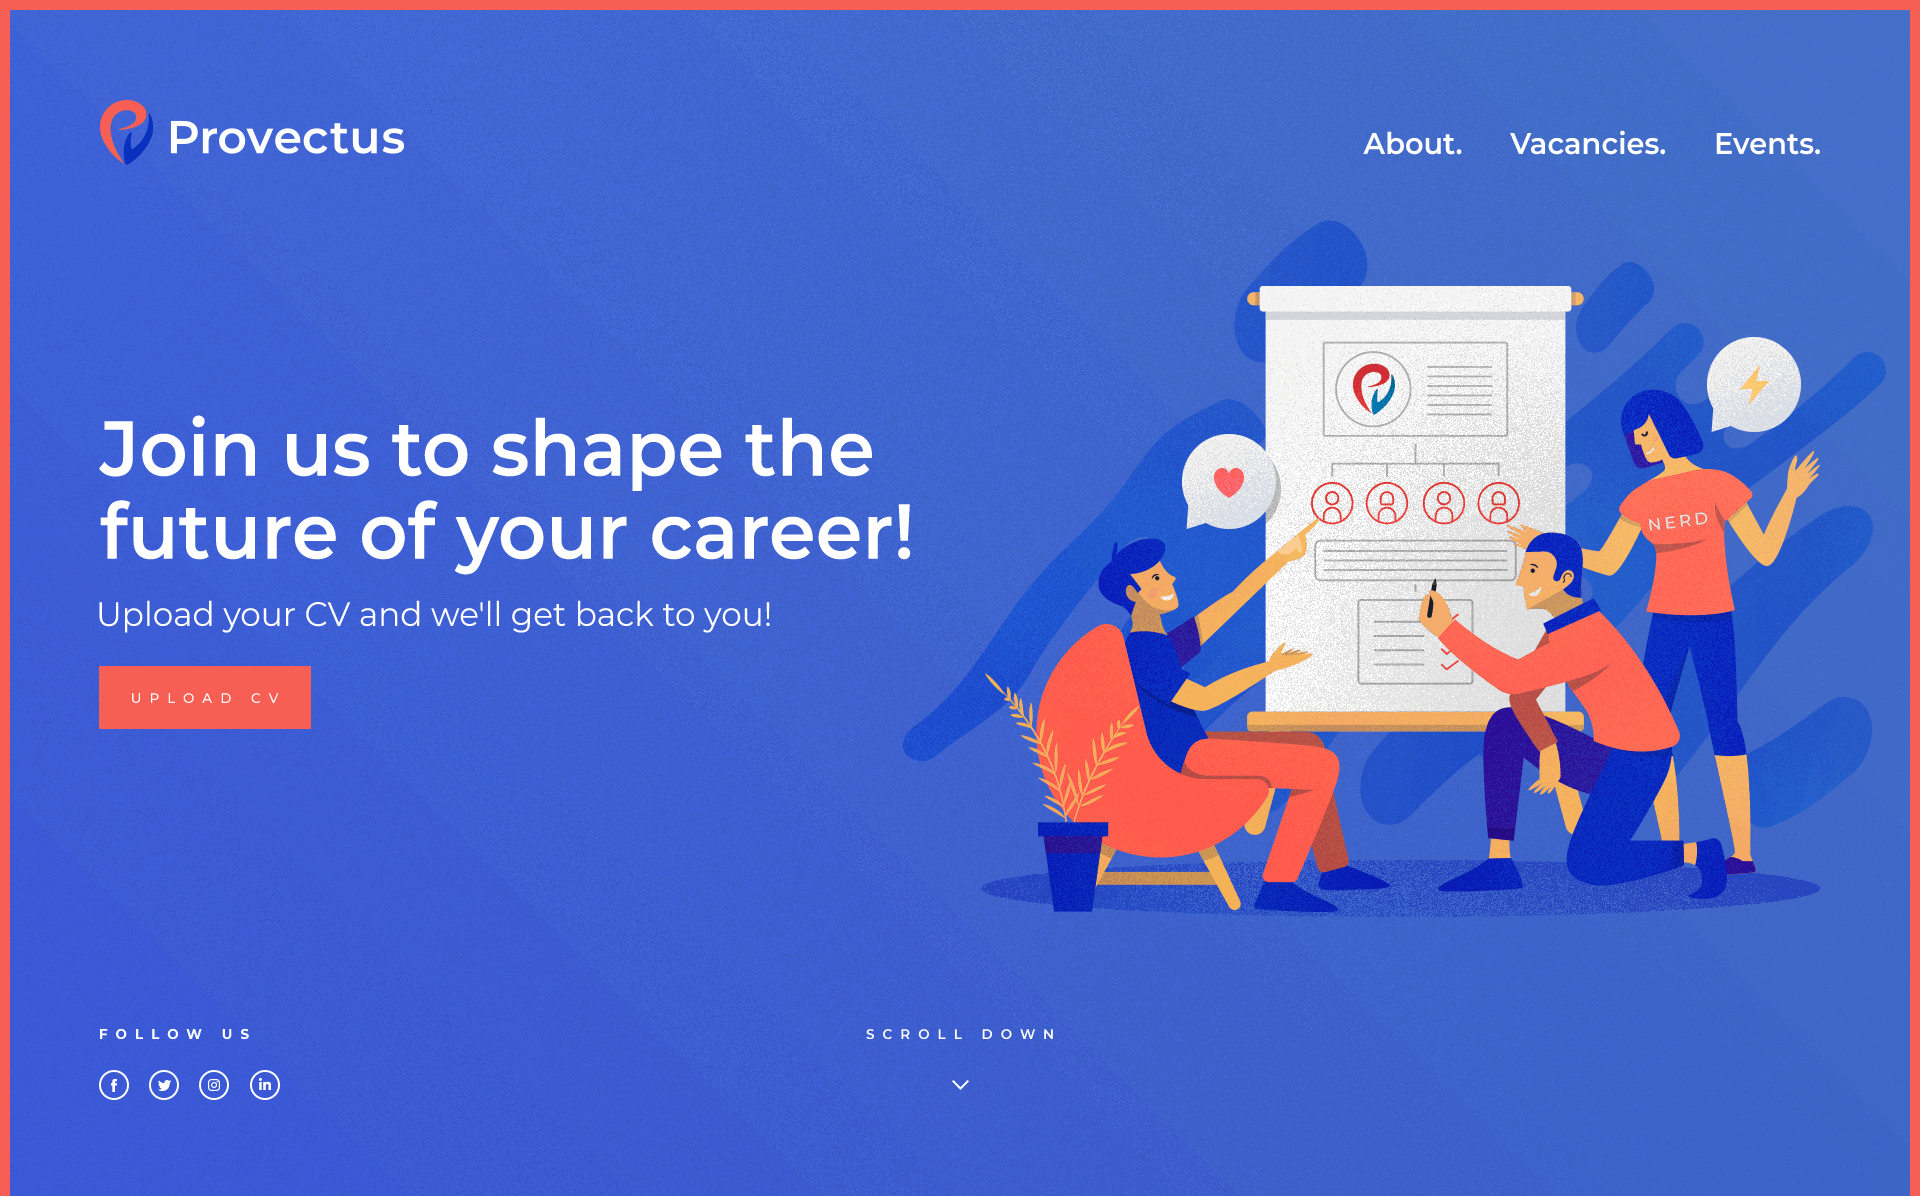 Provectus
About. Vacancies. Events.
Join us to shape the
future of your career!
Upload your CV and we'll get back to you!
UPLOAD CV
NERD
FOLLOW US
SCROLL DOWN